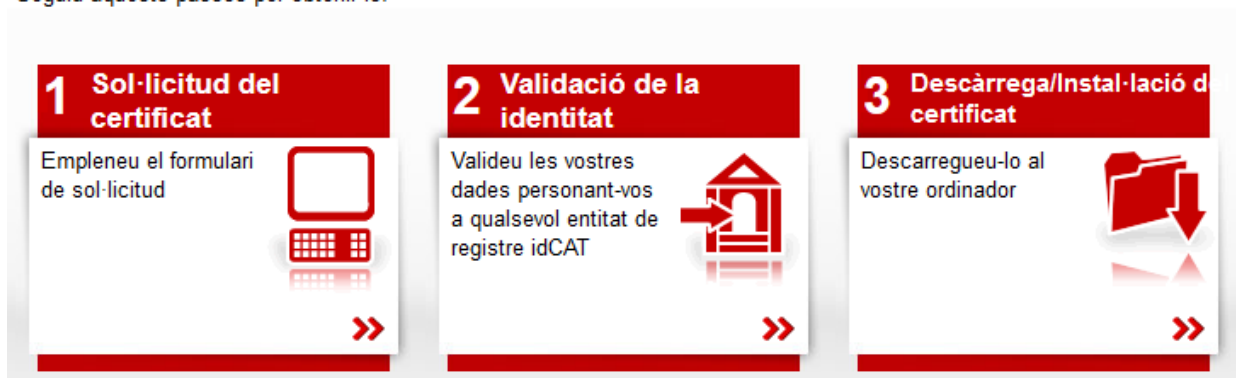 1 Sol·licitud del
certificat
Empleneu el formulari
de sol·licitud
2 Validació de la
identitat
Valideu les vostres
dades personant-vos
a qualsevol entitat de
registre idCAT
3 Descàrrega/Instal·lació del
certificat
Descarregueu-lo al
vostre ordinador